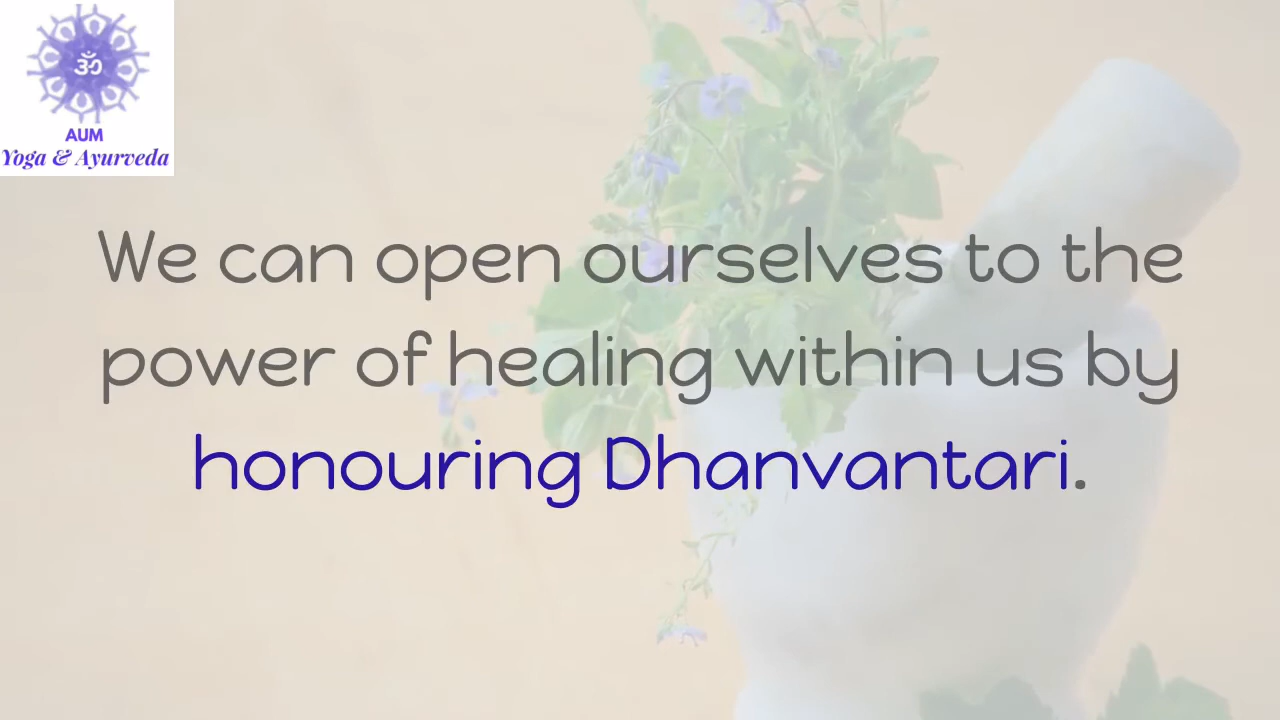 ॐ
AUM
Yoga & Ayurveda
We can open ourselves to the
power of healing within us by
honouring Dhanvantari.